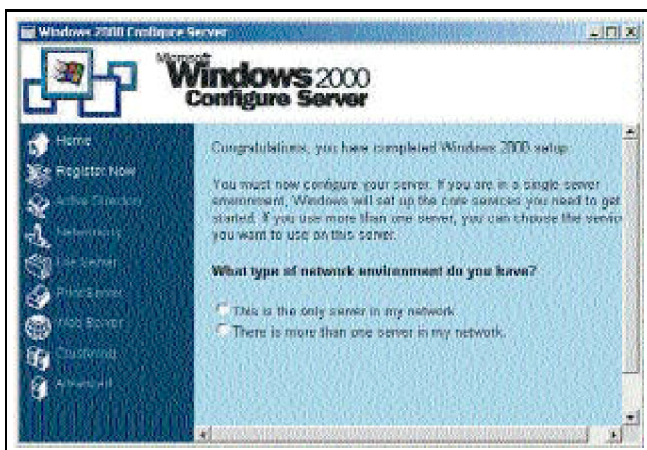 Windows 2000 Configure Server
Microsoft
Windows 2000
Configure Server
Home
Register Now
Active Directory
Networking
File Server
Print Server
Web Server
Clustering
Advanced
Congratulations, you have completed Windows 2000 setup.
You must now configure your server. If you are in a single server
environment, Windows will set up the core services you need to get
started. If you use more than one server, you can choose the servic
you want to use on this server.
What type of network environment do you have?
This is the only server in my network.
There is more than one server in my network.